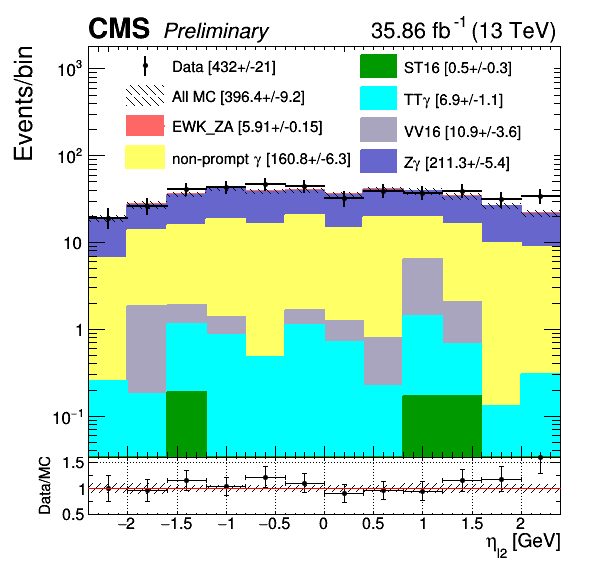 CMS Preliminary 35.86 fb⁻¹ (13 TeV)
Events/bin
Data [432+/-21]
All MC [396.4+/-9.2]
EWK_ZA [5.91+/-0.15]
non-prompt γ [160.8+/-6.3]
ST16 [0.5+/-0.3]
TTγ [6.9+/-1.1]
VV16 [10.9+/-3.6]
Zγ [211.3+/-5.4]
10³
10²
10
1
10⁻¹
Data/MC
1.5
1
0.5
−2 −1.5 −1 −0.5 0 0.5 1 1.5 2
η_l2 [GeV]